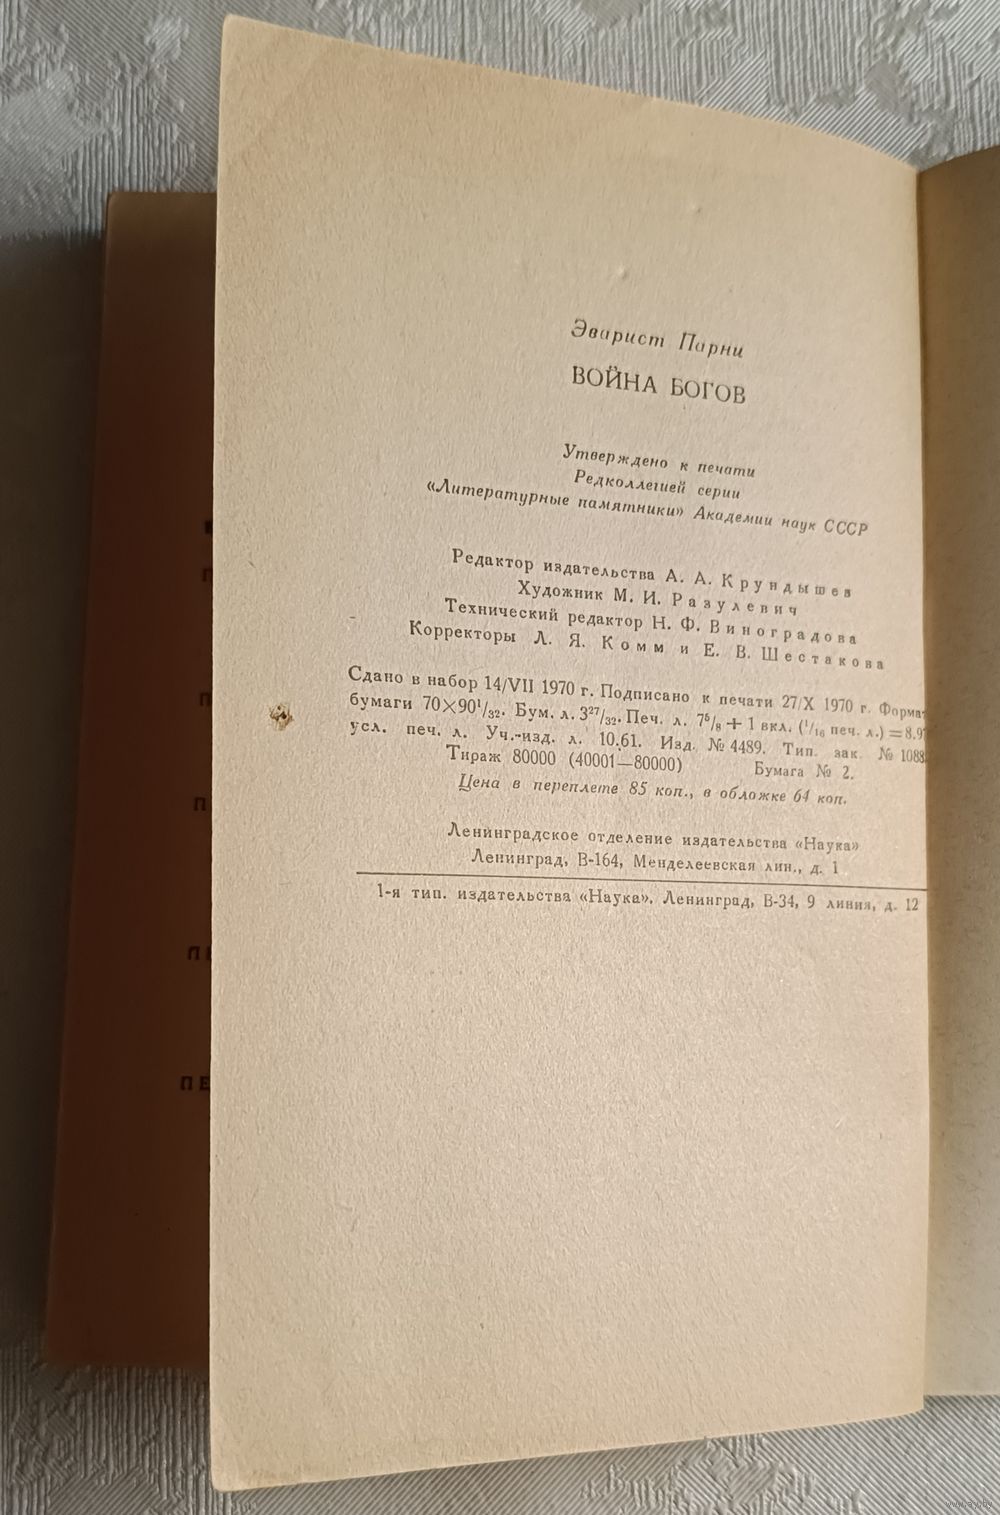 Эварист Парни
ВОЙНА БОГОВ
Утверждено к печати
Редколлегией серии
«Литературные памятники» Академии наук СССР
Редактор издательства А. А. Крундышев
Художник М. И. Разулевич
Технический редактор Н. Ф. Виноградова
Корректоры Л. Я. Комм и Е. В. Шестакова
Сдано в набор 14/VII 1970 г. Подписано к печати 27/X 1970 г. Формат
бумаги 70×90¹/₃₂. Бум. л. 3²⁷/₃₂. Печ. л. 7⁵/₈ + 1 вкл. (¹/₁₆ печ. л.) =
усл. печ. л. Уч.-изд. л. 10.61. Изд. № 4489. Тип. зак. № 1088.
Тираж 80000 (40001—80000) Бумага № 2.
Цена в переплете 85 коп., в обложке 64 коп.
Ленинградское отделение издательства «Наука»
Ленинград, В-164, Менделеевская лин., д. 1
1-я тип. издательства «Наука». Ленинград, В-34, 9 линия, д. 12
www.ay.by